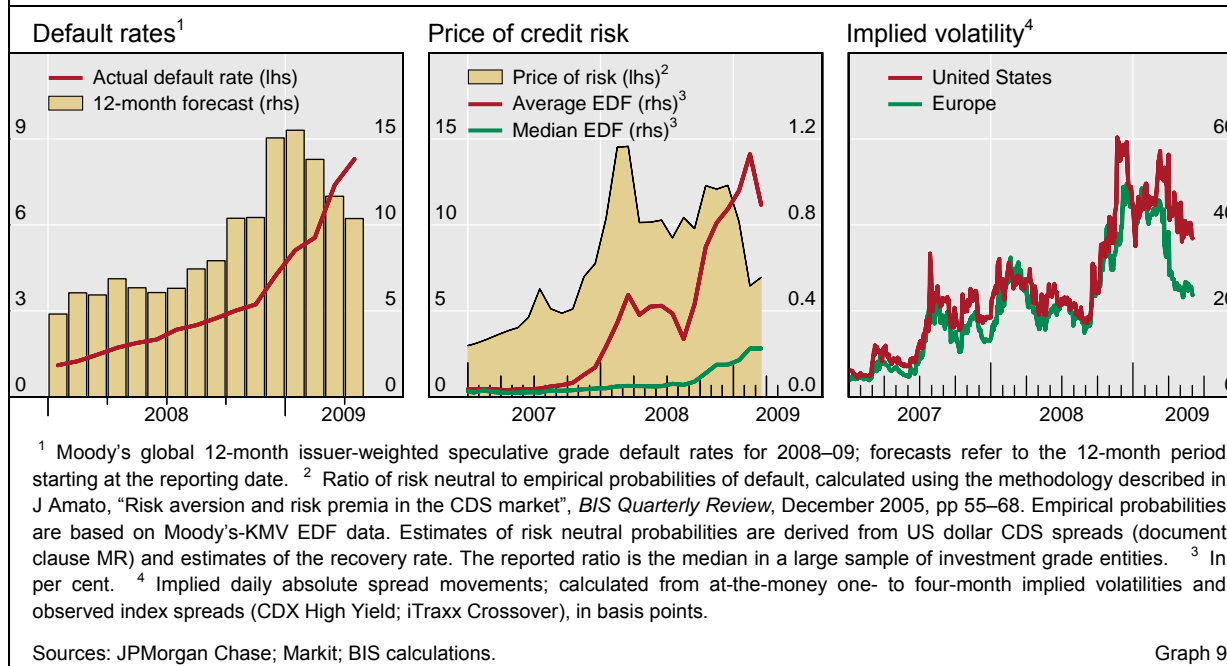 Default rates1
Price of credit risk
Implied volatility4
Actual default rate (lhs)
12-month forecast (rhs)
9
15
6
10
3
5
0
0
2008
2009
Price of risk (lhs)2
Average EDF (rhs)3
Median EDF (rhs)3
15
1.2
10
0.8
5
0.4
0
0.0
2007
2008
2009
United States
Europe
60
40
20
0
2007
2008
2009
1 Moody's global 12-month issuer-weighted speculative grade default rates for 2008–09; forecasts refer to the 12-month period
starting at the reporting date. 2 Ratio of risk neutral to empirical probabilities of default, calculated using the methodology described in
J Amato, "Risk aversion and risk premia in the CDS market", BIS Quarterly Review, December 2005, pp 55–68. Empirical probabilities
are based on Moody's-KMV EDF data. Estimates of risk neutral probabilities are derived from US dollar CDS spreads (document
clause MR) and estimates of the recovery rate. The reported ratio is the median in a large sample of investment grade entities. 3 In
per cent. 4 Implied daily absolute spread movements; calculated from at-the-money one- to four-month implied volatilities and
observed index spreads (CDX High Yield; iTraxx Crossover), in basis points.
Sources: JPMorgan Chase; Markit; BIS calculations.
Graph 9